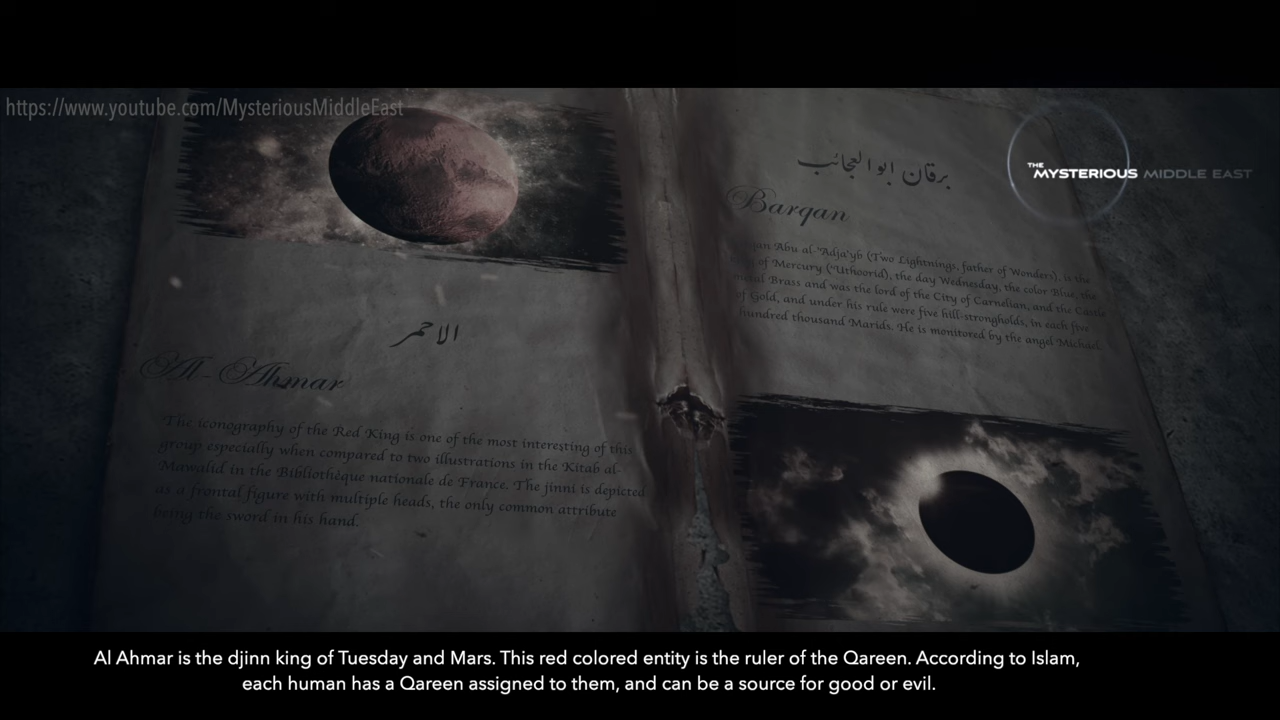 https://www.youtube.com/MysteriousMiddleEast
THE
MYSTERIOUS MIDDLE EAST
الاحمر
Al-Ahmar
The iconography of the Red King is one of the most interesting of this
group especially when compared to two illustrations in the Kitab al-
Mawalid in the Bibliothèque nationale de France. The jinni is depicted
as a frontal figure with multiple heads, the only common attribute
being the sword in his hand.
برقان ابو العجائب
Barqan
Abu al-'Adja'yb (Two Lightnings, father of Wonders), is the
of Mercury ('Uthoorid), the day Wednesday, the color Blue, the
metal Brass and was the lord of the City of Carnelian, and the Castle
of Gold, and under his rule were five hill-strongholds, in each five
hundred thousand Marids. He is monitored by the angel Michael
Al Ahmar is the djinn king of Tuesday and Mars. This red colored entity is the ruler of the Qareen. According to Islam,
each human has a Qareen assigned to them, and can be a source for good or evil.